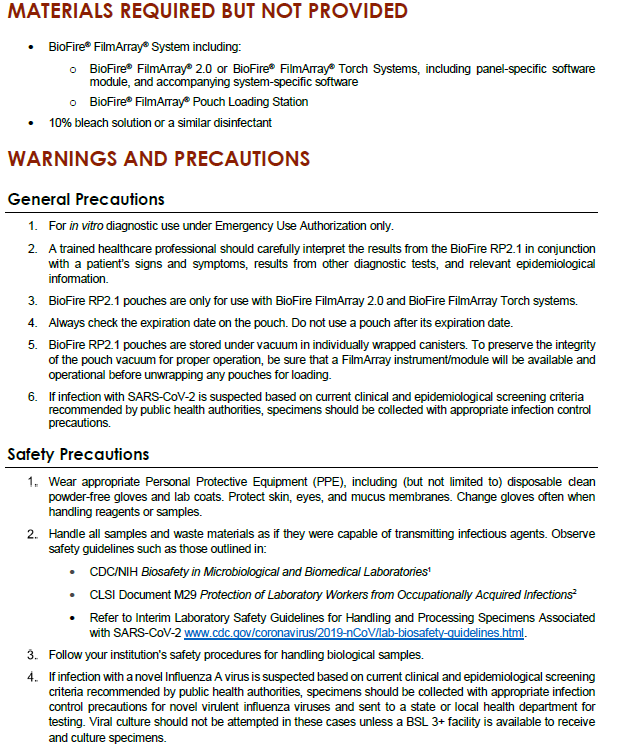 MATERIALS REQUIRED BUT NOT PROVIDED
• BioFire® FilmArray® System including:
o BioFire® FilmArray® 2.0 or BioFire® FilmArray® Torch Systems, including panel-specific software
module, and accompanying system-specific software
o BioFire® FilmArray® Pouch Loading Station
• 10% bleach solution or a similar disinfectant
WARNINGS AND PRECAUTIONS
General Precautions
1. For in vitro diagnostic use under Emergency Use Authorization only.
2. A trained healthcare professional should carefully interpret the results from the BioFire RP2.1 in conjunction
with a patient's signs and symptoms, results from other diagnostic tests, and relevant epidemiological
information.
3. BioFire RP2.1 pouches are only for use with BioFire FilmArray 2.0 and BioFire FilmArray Torch systems.
4. Always check the expiration date on the pouch. Do not use a pouch after its expiration date.
5. BioFire RP2.1 pouches are stored under vacuum in individually wrapped canisters. To preserve the integrity
of the pouch vacuum for proper operation, be sure that a FilmArray instrument/module will be available and
operational before unwrapping any pouches for loading.
6. If infection with SARS-CoV-2 is suspected based on current clinical and epidemiological screening criteria
recommended by public health authorities, specimens should be collected with appropriate infection control
precautions.
Safety Precautions
1. Wear appropriate Personal Protective Equipment (PPE), including (but not limited to) disposable clean
powder-free gloves and lab coats. Protect skin, eyes, and mucus membranes. Change gloves often when
handling reagents or samples.
2. Handle all samples and waste materials as if they were capable of transmitting infectious agents. Observe
safety guidelines such as those outlined in:
• CDC/NIH Biosafety in Microbiological and Biomedical Laboratories¹
• CLSI Document M29 Protection of Laboratory Workers from Occupationally Acquired Infections²
• Refer to Interim Laboratory Safety Guidelines for Handling and Processing Specimens Associated
with SARS-CoV-2 www.cdc.gov/coronavirus/2019-nCoV/lab-biosafety-guidelines.html.
3. Follow your institution's safety procedures for handling biological samples.
4. If infection with a novel Influenza A virus is suspected based on current clinical and epidemiological screening
criteria recommended by public health authorities, specimens should be collected with appropriate infection
control precautions for novel virulent influenza viruses and sent to a state or local health department for
testing. Viral culture should not be attempted in these cases unless a BSL 3+ facility is available to receive
and culture specimens.